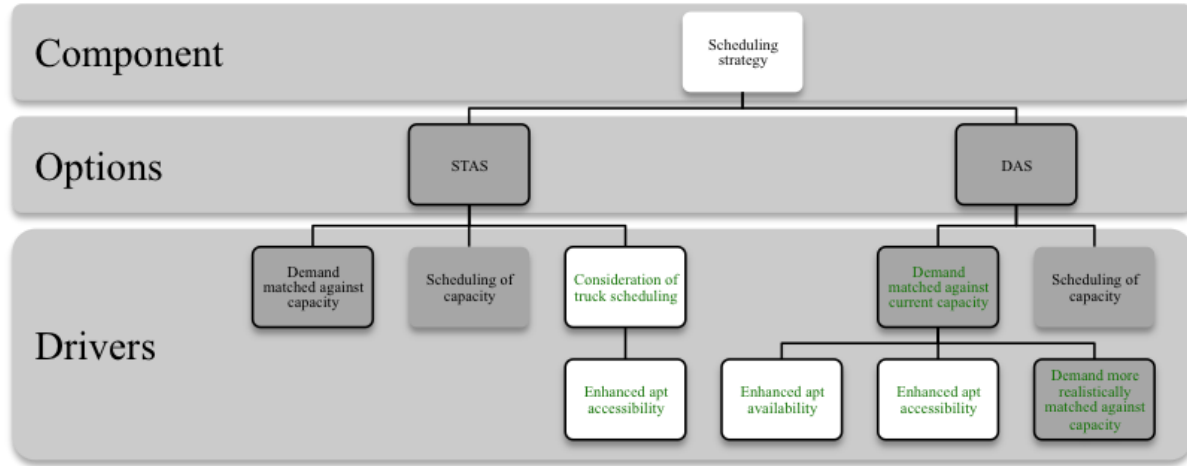 Component
Scheduling
strategy
Options
STAS
DAS
Drivers
Demand
matched against
capacity
Scheduling of
capacity
Consideration of
truck scheduling
Demand
matched against
current capacity
Scheduling
of capacity
Enhanced apt
accessibility
Enhanced apt
availability
Enhanced apt
accessibility
Demand more
realistically
matched against
capacity